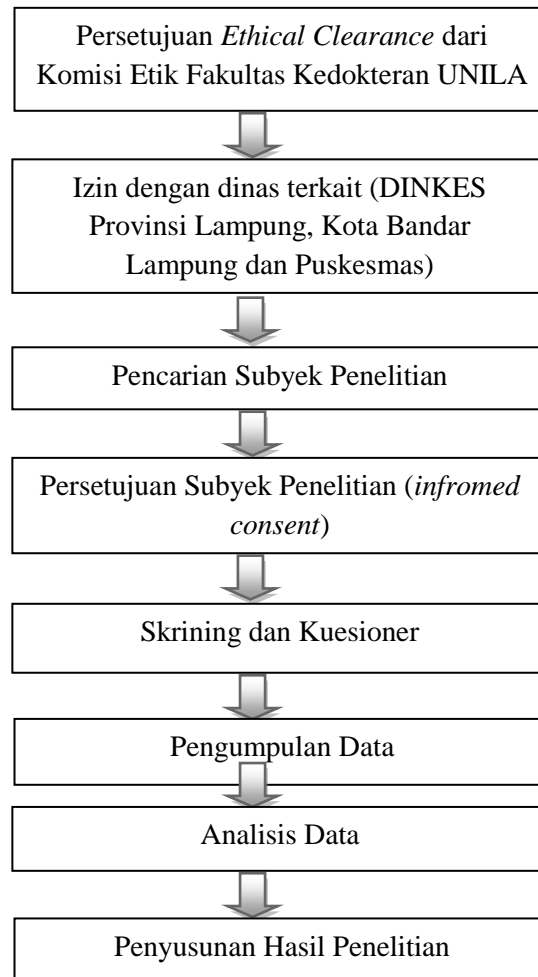 Persetujuan Ethical Clearance dari
Komisi Etik Fakultas Kedokteran UNILA
Izin dengan dinas terkait (DINKES
Provinsi Lampung, Kota Bandar
Lampung dan Puskesmas)
Pencarian Subyek Penelitian
Persetujuan Subyek Penelitian (infromed
consent)
Skrining dan Kuesioner
Pengumpulan Data
Analisis Data
Penyusunan Hasil Penelitian